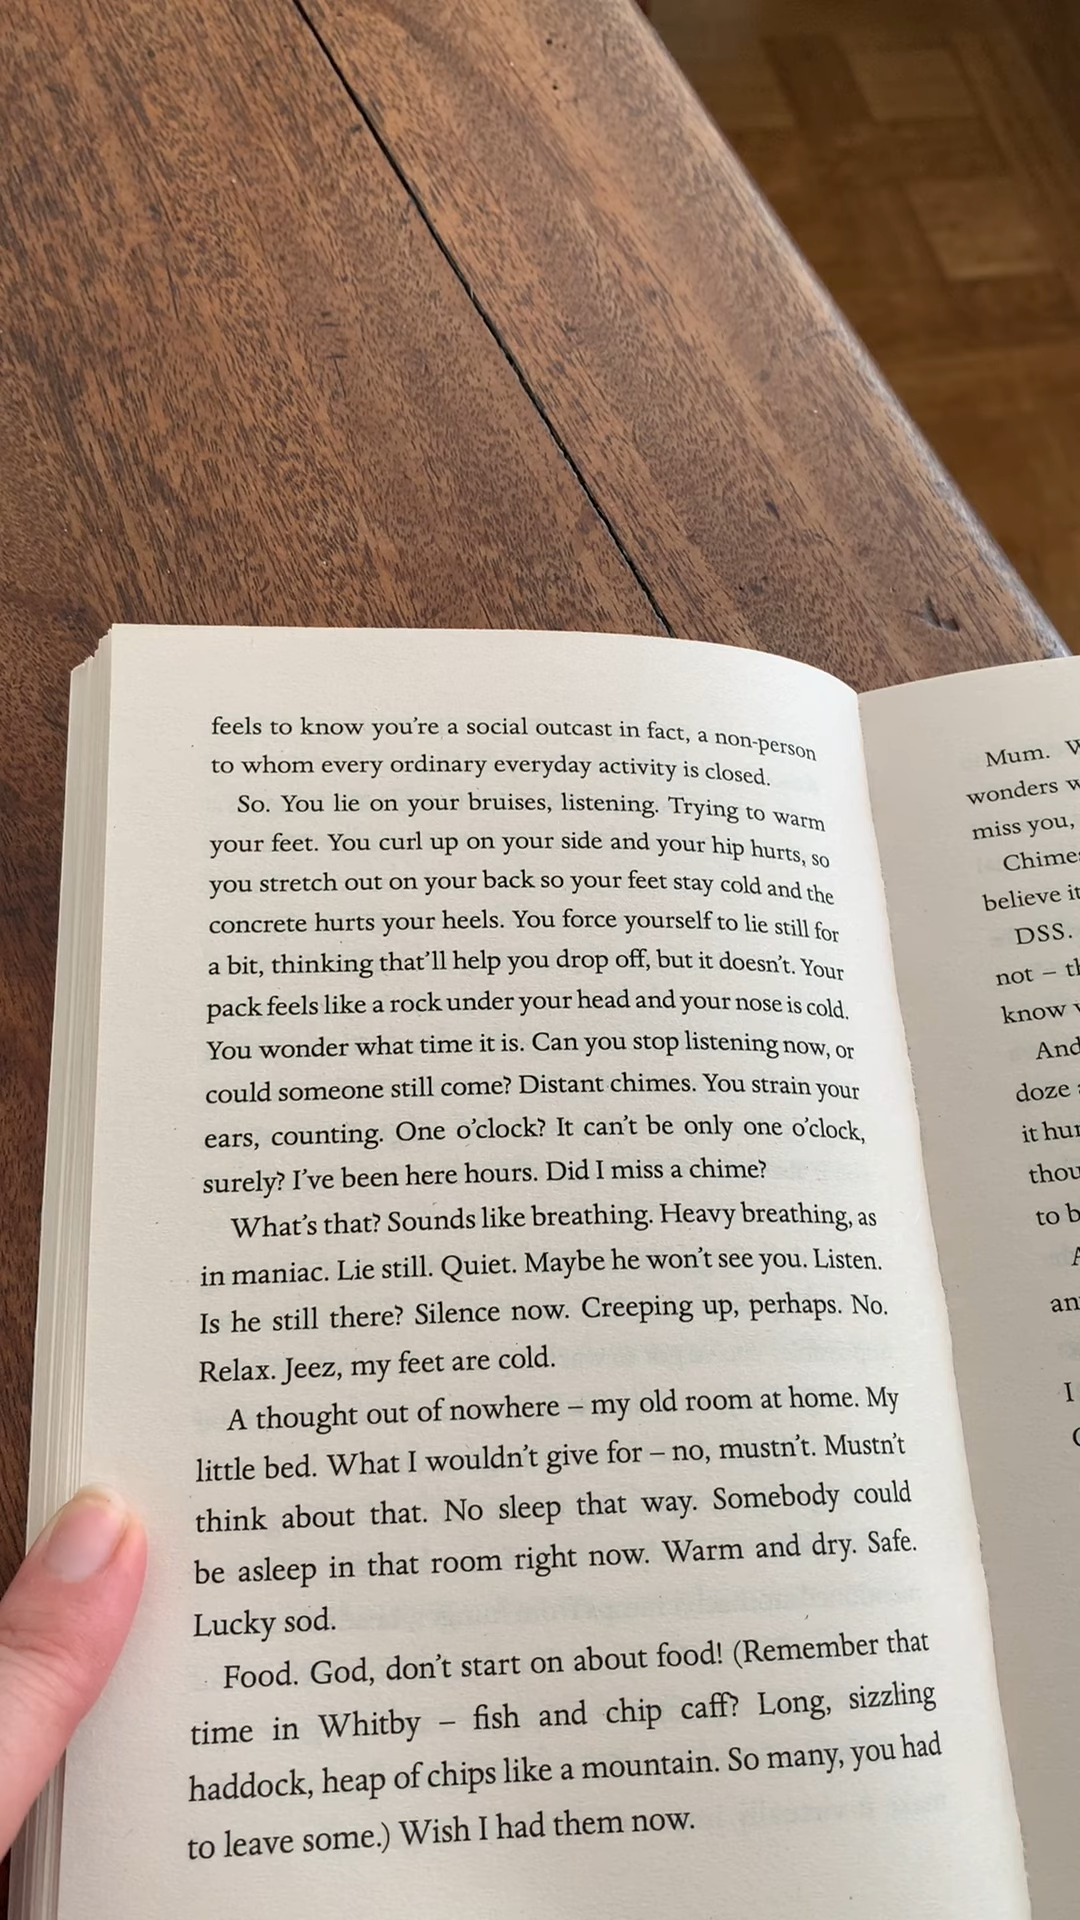 feels to know you're a social outcast in fact, a non-person
to whom every ordinary everyday activity is closed.
So. You lie on your bruises, listening. Trying to warm
your feet. You curl up on your side and your hip hurts, so
you stretch out on your back so your feet stay cold and the
concrete hurts your heels. You force yourself to lie still for
a bit, thinking that'll help you drop off, but it doesn't. Your
pack feels like a rock under your head and your nose is cold.
You wonder what time it is. Can you stop listening now, or
could someone still come? Distant chimes. You strain your
ears, counting. One o'clock? It can't be only one o'clock,
surely? I've been here hours. Did I miss a chime?
What's that? Sounds like breathing. Heavy breathing, as
in maniac. Lie still. Quiet. Maybe he won't see you. Listen.
Is he still there? Silence now. Creeping up, perhaps. No.
Relax. Jeez, my feet are cold.
A thought out of nowhere – my old room at home. My
little bed. What I wouldn't give for – no, mustn't. Mustn't
think about that. No sleep that way. Somebody could
be asleep in that room right now. Warm and dry. Safe.
Lucky sod.
Food. God, don't start on about food! (Remember that
time in Whitby – fish and chip caff? Long, sizzling
haddock, heap of chips like a mountain. So many, you had
to leave some.) Wish I had them now.
Mum.
wonders
miss you,
Chimes
believe it
DSS.
not –
know
And
doze
it
to
I